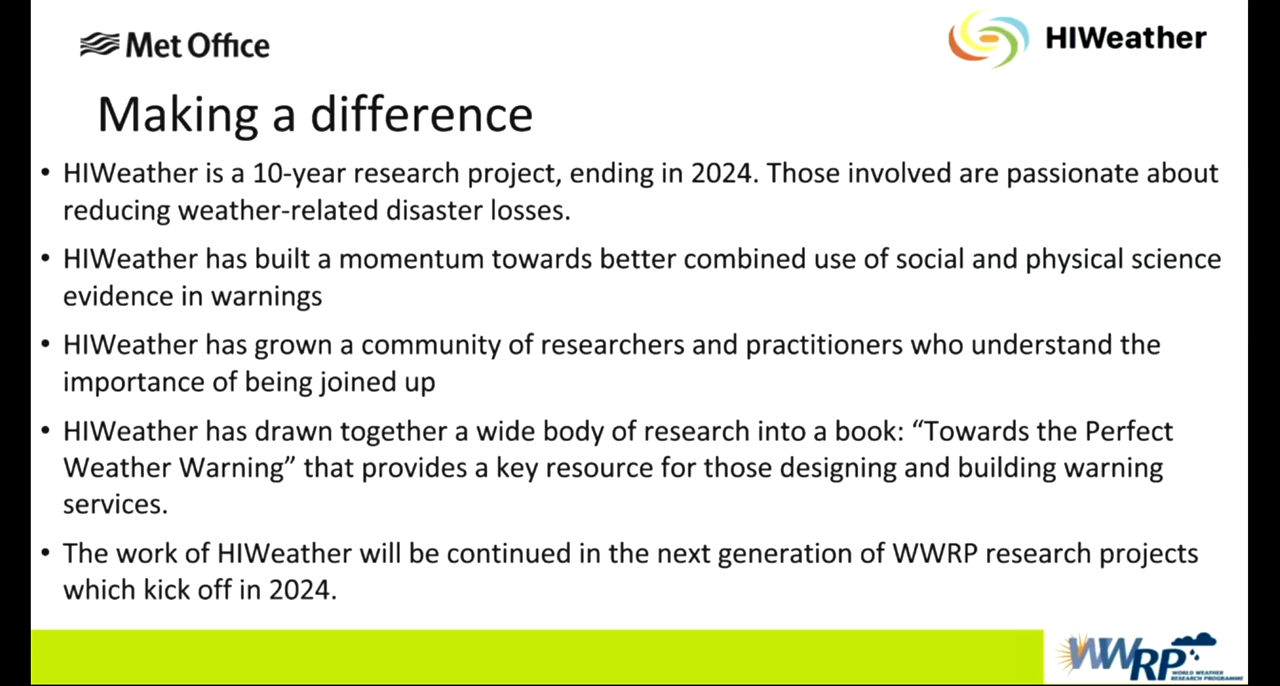 Met Office
HIWeather
Making a difference
• HIWeather is a 10-year research project, ending in 2024. Those involved are passionate about
reducing weather-related disaster losses.
• HIWeather has built a momentum towards better combined use of social and physical science
evidence in warnings
• HIWeather has grown a community of researchers and practitioners who understand the
importance of being joined up
• HIWeather has drawn together a wide body of research into a book: “Towards the Perfect
Weather Warning” that provides a key resource for those designing and building warning
services.
• The work of HIWeather will be continued in the next generation of WWRP research projects
which kick off in 2024.
WWRP
WORLD WEATHER
RESEARCH PROGRAMME